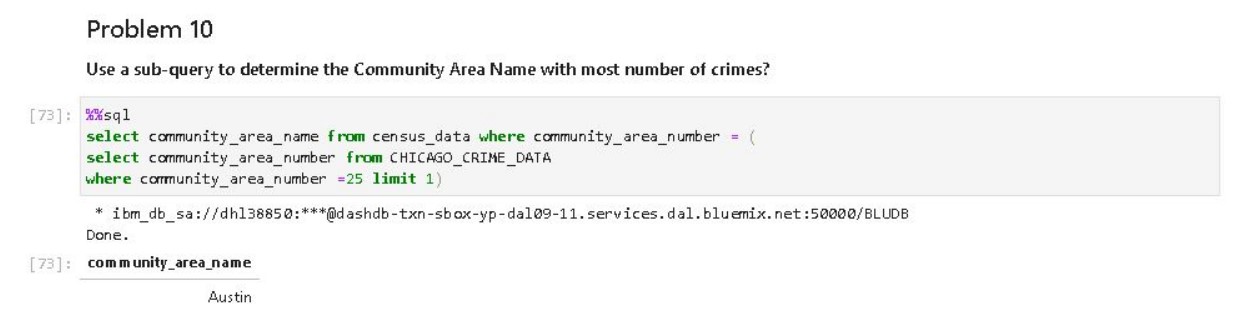 Problem 10
Use a sub-query to determine the Community Area Name with most number of crimes?
[73]: %%sql
select community_area_name from census_data where community_area_number = (
select community_area_number from CHICAGO_CRIME_DATA
where community_area_number =25 limit 1)
* ibm_db_sa://dhl38850:***@dashdb-txn-sbox-yp-dal09-11.services.dal.bluemix.net:50000/BLUDB
Done.
[73]: community_area_name
Austin